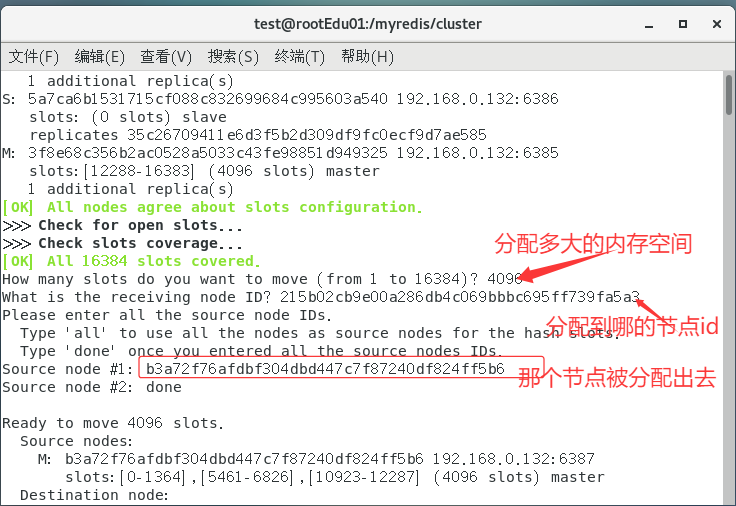 test@rootEdu01:/myredis/cluster
文件(F) 编辑(E) 查看(V) 搜索(S) 终端(T) 帮助(H)
1 additional replica(s)
S: 5a7ca6b1531715cf088c832699684c995603a540 192.168.0.132:6386
slots: (0 slots) slave
replicates 35c26709411e6d3f5b2d309df9fc0ecf9d7ae585
M: 3f8e68c356b2ac0528a5033c43fe98851d949325 192.168.0.132:6385
slots:[12288-16383] (4096 slots) master
1 additional replica(s)
[OK] All nodes agree about slots configuration.
>>> Check for open slots...
>>> Check slots coverage...
[OK] All 16384 slots covered.
分配多大的内存空间
How many slots do you want to move (from 1 to 16384)? 4096
What is the receiving node ID? 215b02cb9e00a286db4c069bbbc695ff739fa5a3
Please enter all the source node IDs.
分配到哪的节点id
Type 'all' to use all the nodes as source nodes for the hash slots.
Type 'done' once you entered all the source nodes IDs.
Source node #1: b3a72f76afdbf304dbd447c7f87240df824ff5b6
那个节点被分配出去
Source node #2: done
Ready to move 4096 slots.
Source nodes:
M: b3a72f76afdbf304dbd447c7f87240df824ff5b6 192.168.0.132:6387
slots:[0-1364],[5461-6826],[10923-12287] (4096 slots) master
Destination node: